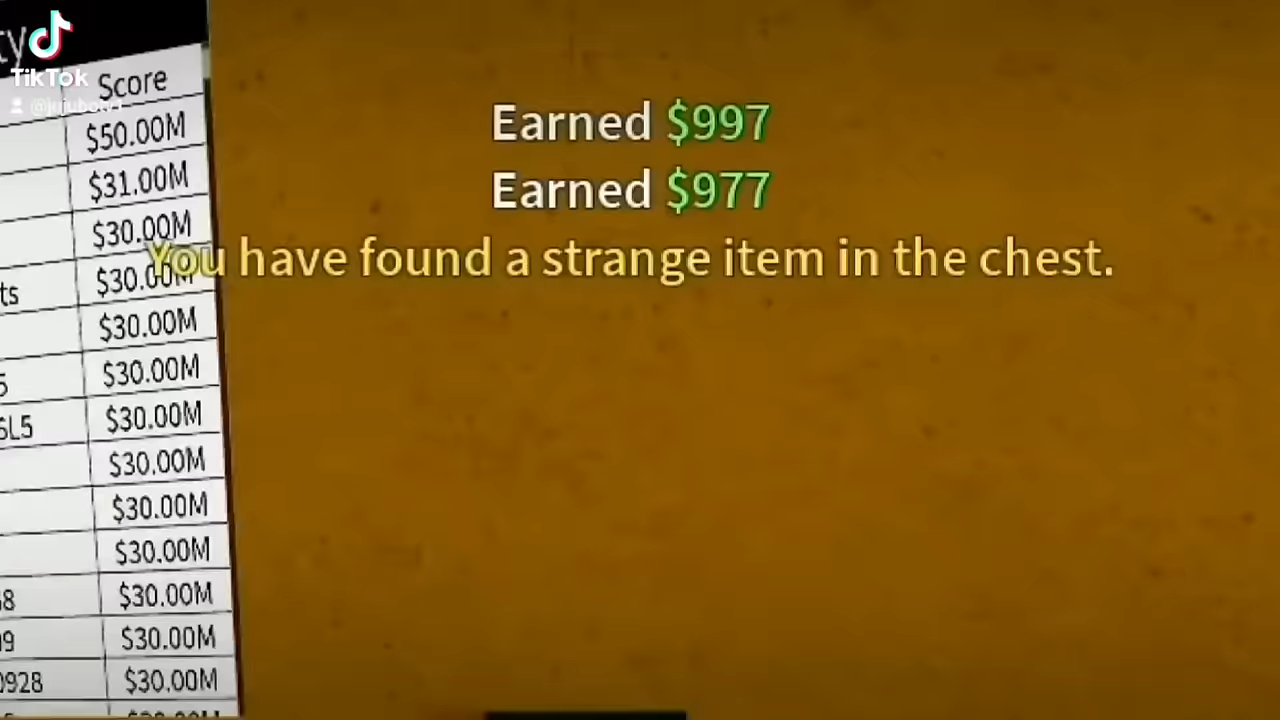 ty
TikTok
Score
$50.00M
$31.00M
$30.00M
ts $30.00M
$30.00M
5 $30.00M
6L5 $30.00M
$30.00M
$30.00M
$30.00M
68 $30.00M
09 $30.00M
0928 $30.00M
Earned $997
Earned $977
You have found a strange item in the chest.